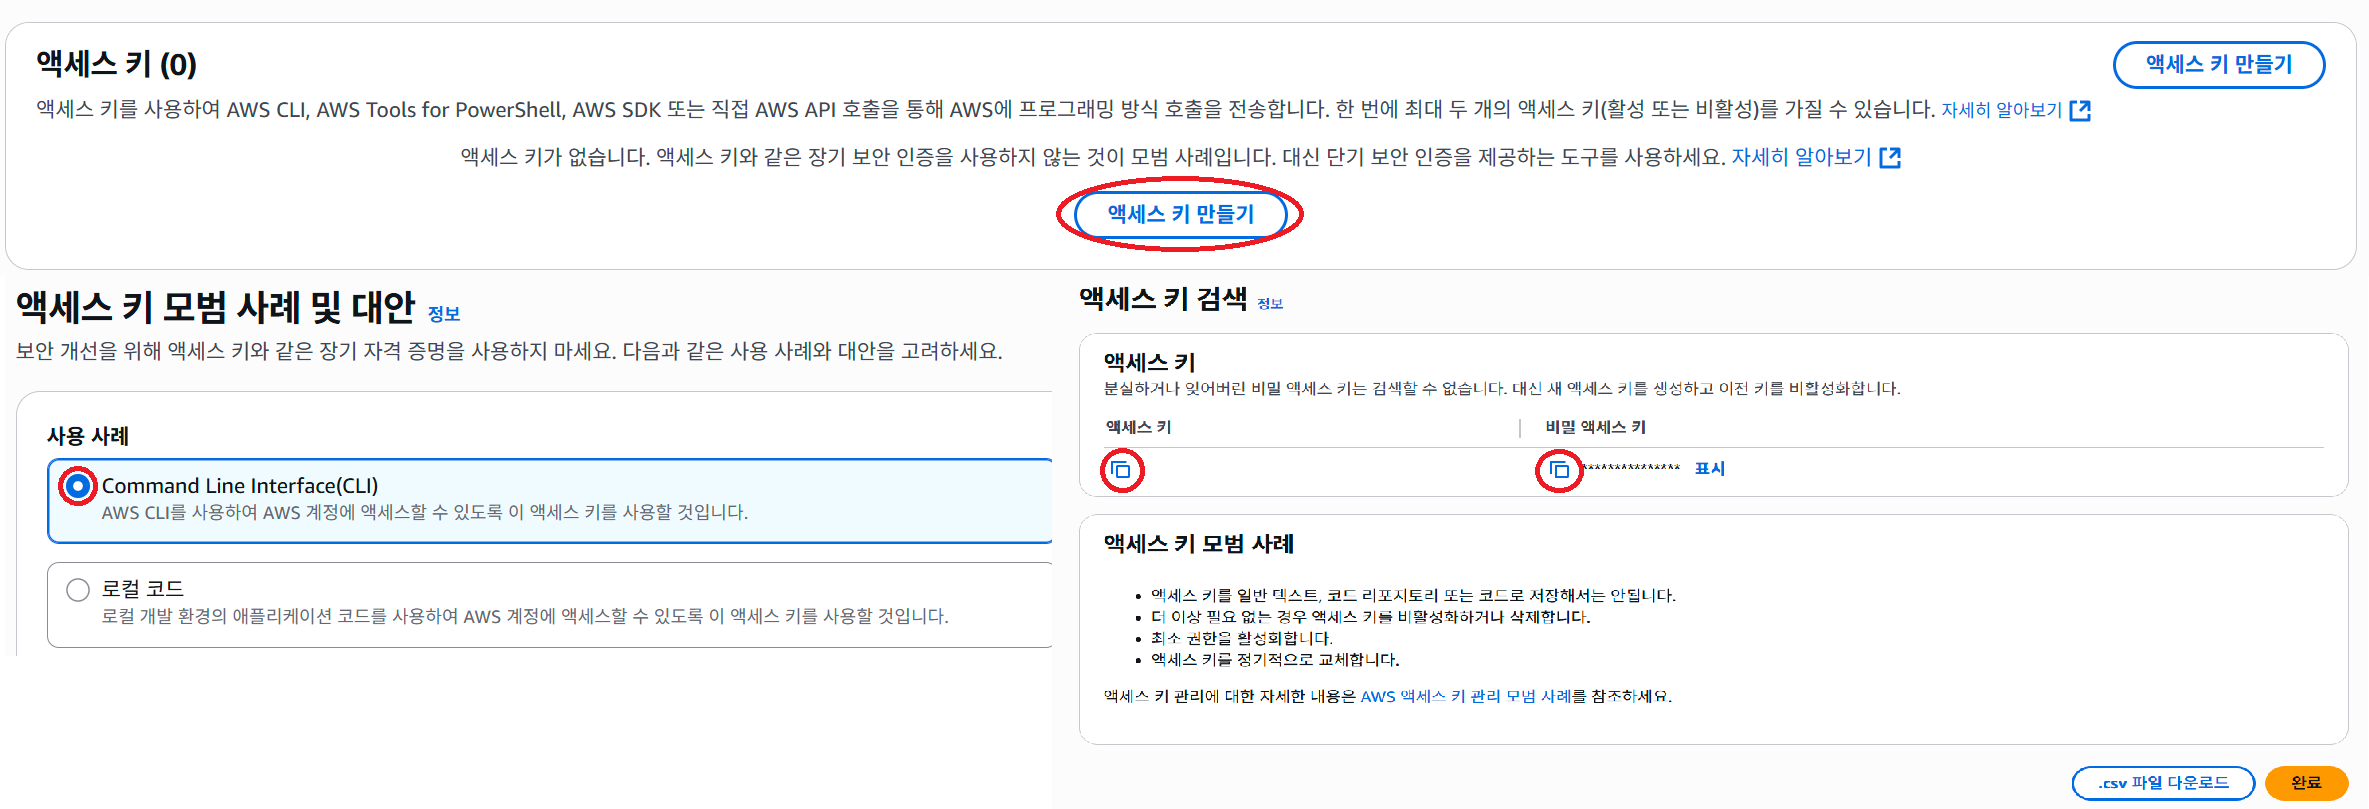 액세스 키 (0)
액세스 키 만들기
액세스 키를 사용하여 AWS CLI, AWS Tools for PowerShell, AWS SDK 또는 직접 AWS API 호출을 통해 AWS에 프로그래밍 방식 호출을 전송합니다. 한 번에 최대 두 개의 액세스 키(활성 또는 비활성)를 가질 수 있습니다. 자세히 알아보기
액세스 키가 없습니다. 액세스 키와 같은 장기 보안 인증을 사용하지 않는 것이 모범 사례입니다. 대신 단기 보안 인증을 제공하는 도구를 사용하세요. 자세히 알아보기
액세스 키 만들기
액세스 키 모범 사례 및 대안 정보
보안 개선을 위해 액세스 키와 같은 장기 자격 증명을 사용하지 마세요. 다음과 같은 사용 사례와 대안을 고려하세요.
사용 사례
Command Line Interface(CLI)
AWS CLI를 사용하여 AWS 계정에 액세스할 수 있도록 이 액세스 키를 사용할 것입니다.
로컬 코드
로컬 개발 환경의 애플리케이션 코드를 사용하여 AWS 계정에 액세스할 수 있도록 이 액세스 키를 사용할 것입니다.
액세스 키 검색 정보
액세스 키
분실하거나 잊어버린 비밀 액세스 키는 검색할 수 없습니다. 대신 새 액세스 키를 생성하고 이전 키를 비활성화합니다.
액세스 키
비밀 액세스 키
*************** 표시
액세스 키 모범 사례
• 액세스 키를 일반 텍스트, 코드 리포지토리 또는 코드로 저장해서는 안됩니다.
• 더 이상 필요 없는 경우 액세스 키를 비활성화하거나 삭제합니다.
• 최소 권한을 활성화합니다.
• 액세스 키를 정기적으로 교체합니다.
액세스 키 관리에 대한 자세한 내용은 AWS 액세스 키 관리 모범 사례를 참조하세요.
.csv 파일 다운로드
완료